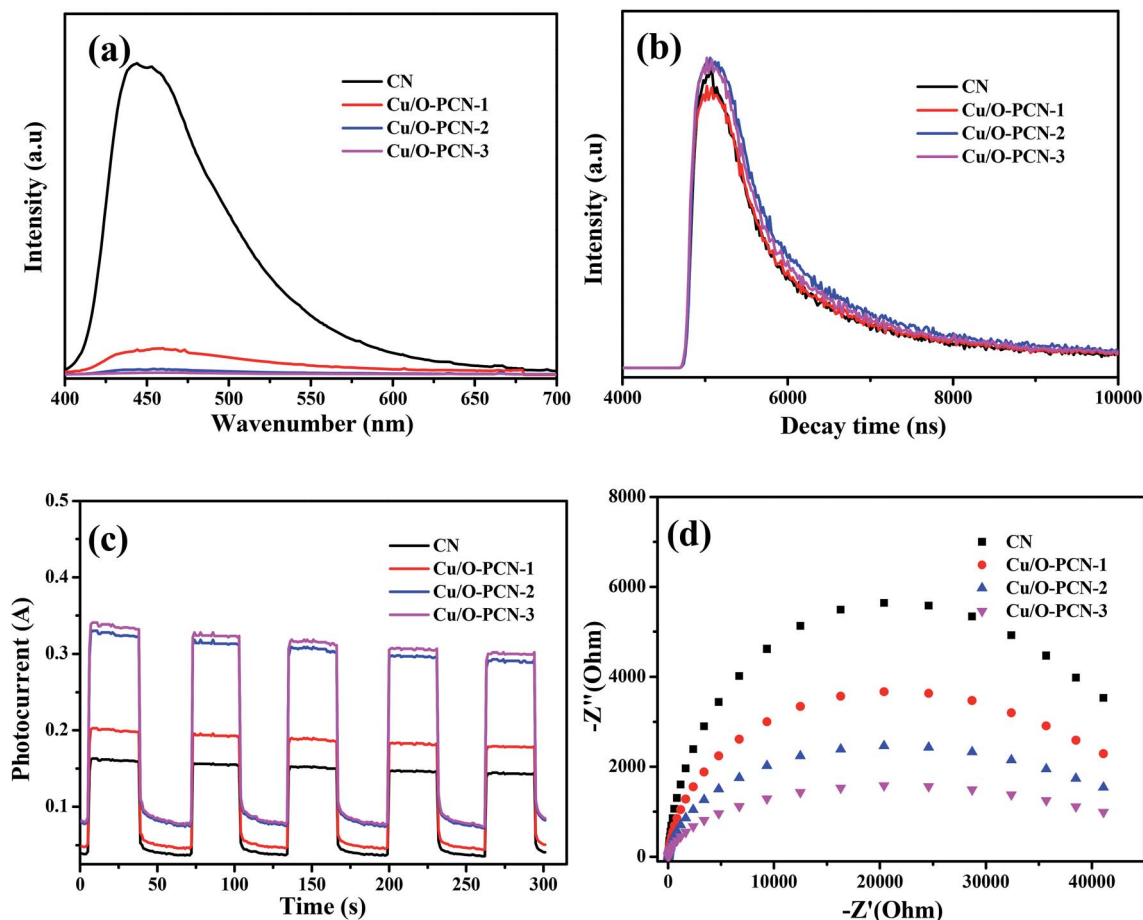 (a)
CN
Cu/O-PCN-1
Cu/O-PCN-2
Cu/O-PCN-3
Intensity (a.u)
400 450 500 550 600 650 700
Wavenumber (nm)
(b)
CN
Cu/O-PCN-1
Cu/O-PCN-2
Cu/O-PCN-3
Intensity (a.u)
4000 6000 8000 10000
Decay time (ns)
(c)
CN
Cu/O-PCN-1
Cu/O-PCN-2
Cu/O-PCN-3
Photocurrent (A)
0.5
0.4
0.3
0.2
0.1
0 50 100 150 200 250 300
Time (s)
(d)
CN
Cu/O-PCN-1
Cu/O-PCN-2
Cu/O-PCN-3
-Z''(Ohm)
8000
6000
4000
2000
0
0 10000 20000 30000 40000
-Z'(Ohm)